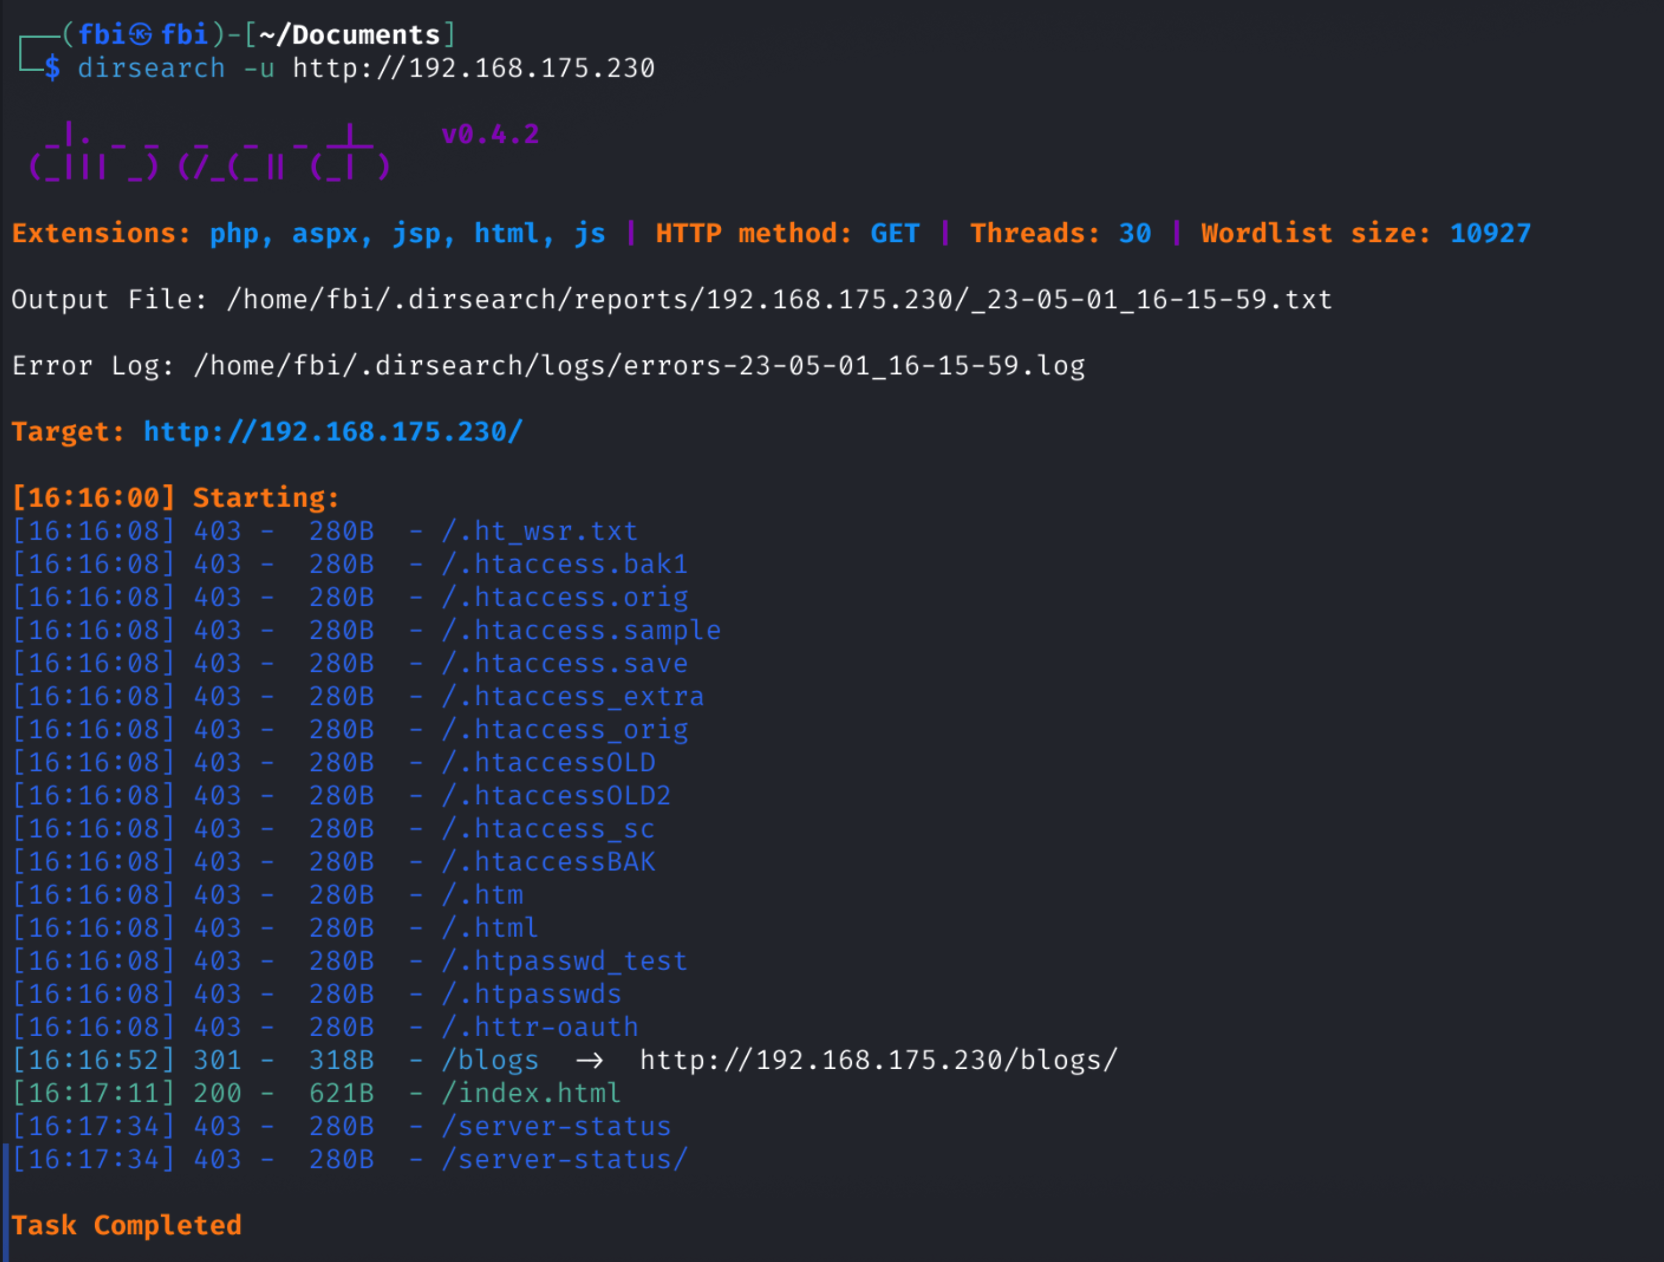 ┌──(fbi㉿fbi)-[~/Documents]
└─$ dirsearch -u http://192.168.175.230
  _|. _ _  _  _  _ _|_    v0.4.2
 (_||| _) (/_(_|| (_| )
Extensions: php, aspx, jsp, html, js | HTTP method: GET | Threads: 30 | Wordlist size: 10927
Output File: /home/fbi/.dirsearch/reports/192.168.175.230/_23-05-01_16-15-59.txt
Error Log: /home/fbi/.dirsearch/logs/errors-23-05-01_16-15-59.log
Target: http://192.168.175.230/
[16:16:00] Starting:
[16:16:08] 403 -  280B  - /.ht_wsr.txt
[16:16:08] 403 -  280B  - /.htaccess.bak1
[16:16:08] 403 -  280B  - /.htaccess.orig
[16:16:08] 403 -  280B  - /.htaccess.sample
[16:16:08] 403 -  280B  - /.htaccess.save
[16:16:08] 403 -  280B  - /.htaccess_extra
[16:16:08] 403 -  280B  - /.htaccess_orig
[16:16:08] 403 -  280B  - /.htaccessOLD
[16:16:08] 403 -  280B  - /.htaccessOLD2
[16:16:08] 403 -  280B  - /.htaccess_sc
[16:16:08] 403 -  280B  - /.htaccessBAK
[16:16:08] 403 -  280B  - /.htm
[16:16:08] 403 -  280B  - /.html
[16:16:08] 403 -  280B  - /.htpasswd_test
[16:16:08] 403 -  280B  - /.htpasswds
[16:16:08] 403 -  280B  - /.httr-oauth
[16:16:52] 301 -  318B  - /blogs  →  http://192.168.175.230/blogs/
[16:17:11] 200 -  621B  - /index.html
[16:17:34] 403 -  280B  - /server-status
[16:17:34] 403 -  280B  - /server-status/
Task Completed